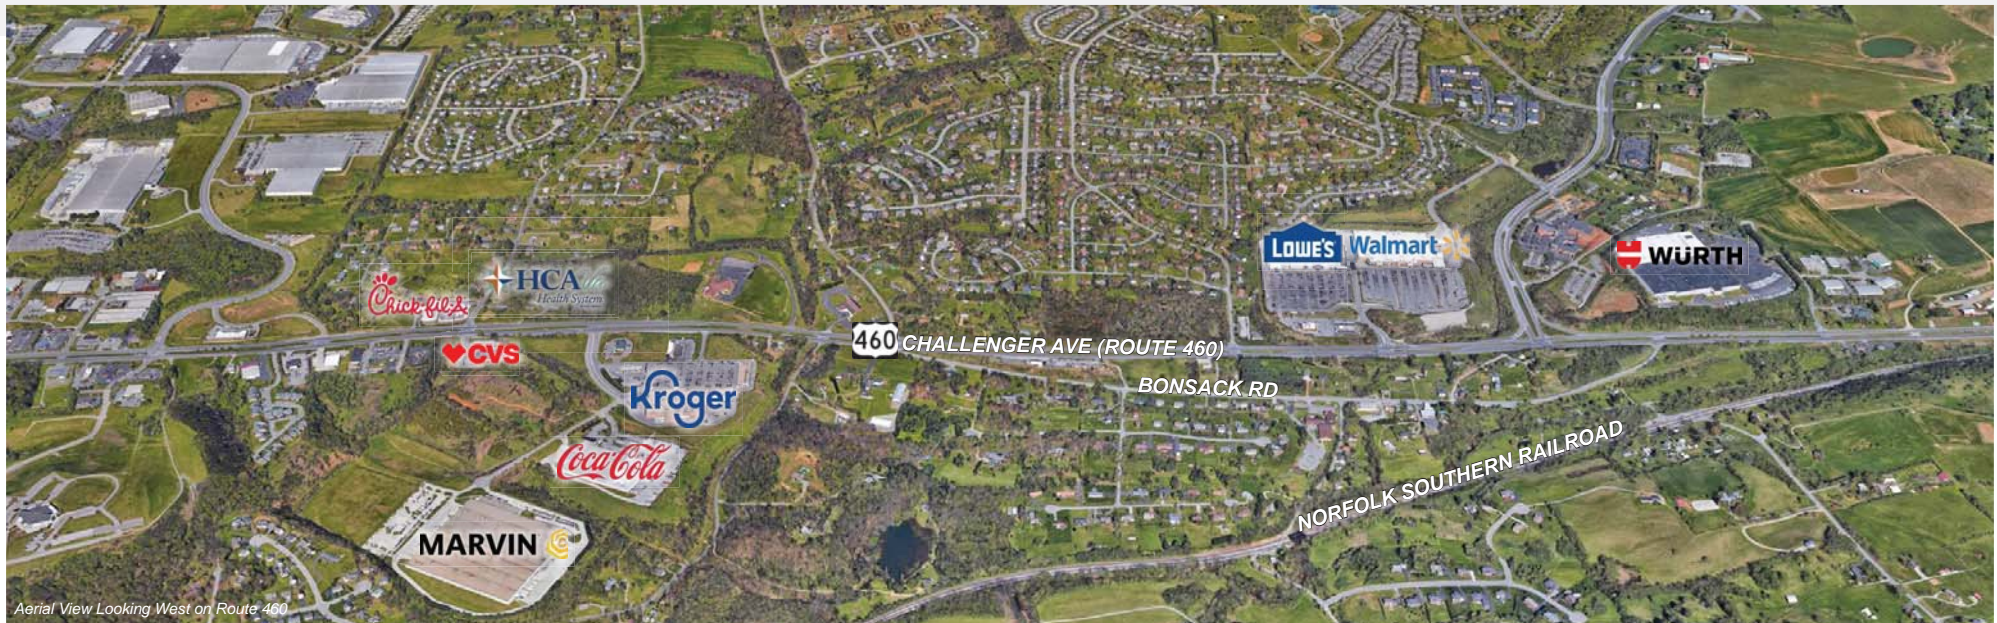 LOWE'S
Walmart
WÜRTH
Chick-fil-A
HCA
Health System
460
CHALLENGER AVE (ROUTE 460)
CVS
BONSACK RD
Kroger
Coca-Cola
NORFOLK SOUTHERN RAILROAD
MARVIN
Aerial View Looking West on Route 460